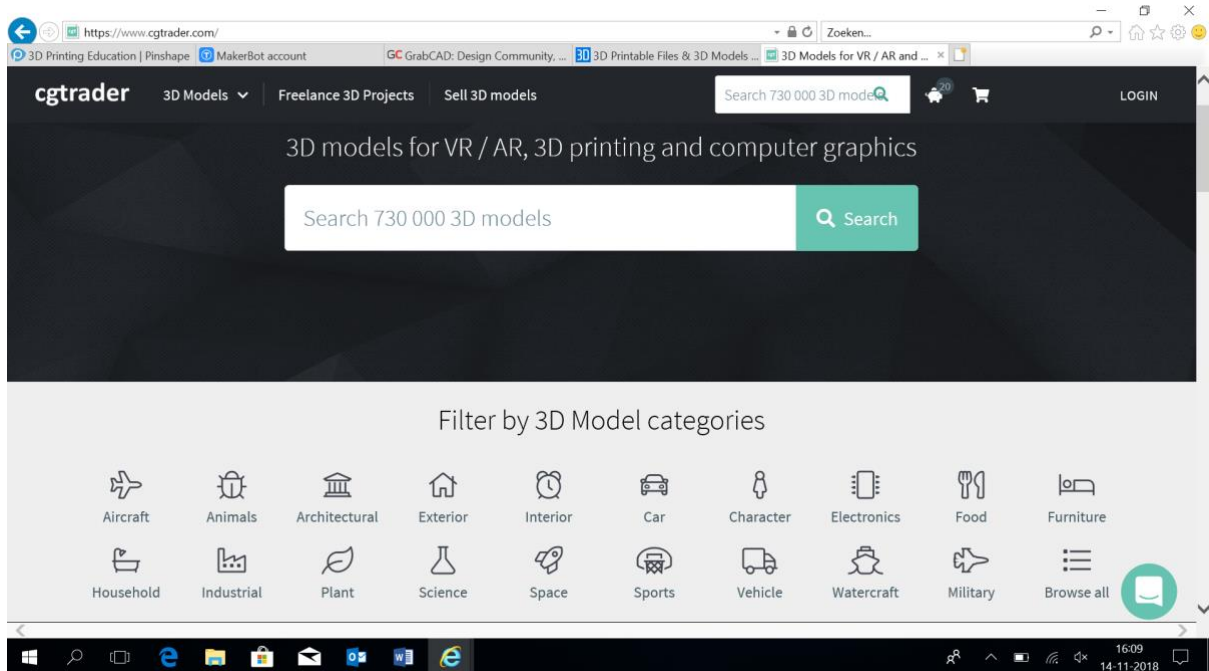 https://www.cgtrader.com/
Zoeken...
3D Printing Education | Pinshape
MakerBot account
GC GrabCAD: Design Community, ...
3D 3D Printable Files & 3D Models ...
3D Models for VR / AR and ...
cgtrader 3D Models Freelance 3D Projects Sell 3D models Search 730 000 3D mode 20 LOGIN
3D models for VR / AR, 3D printing and computer graphics
Search 730 000 3D models Search
Filter by 3D Model categories
Aircraft Animals Architectural Exterior Interior Car Character Electronics Food Furniture
Household Industrial Plant Science Space Sports Vehicle Watercraft Military Browse all
16:09
14-11-2018